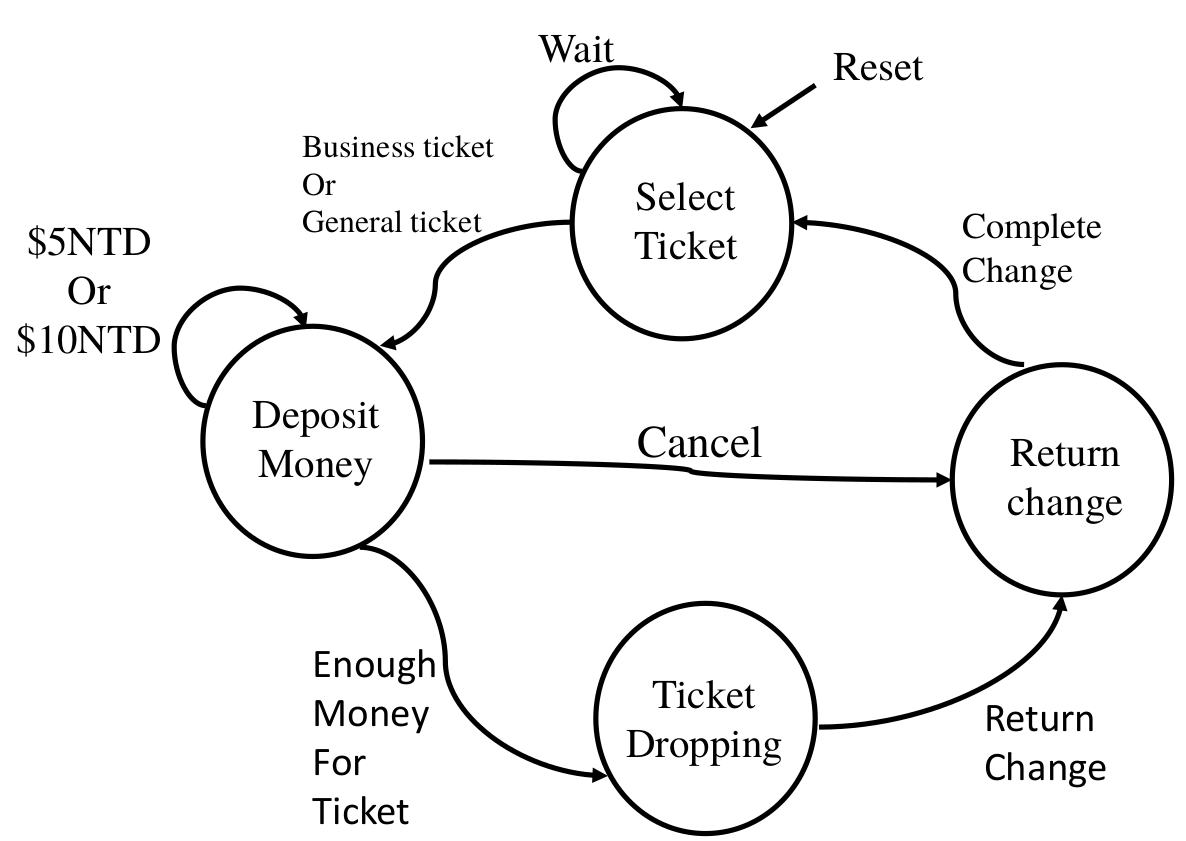 Wait
Reset
Business ticket
Or
General ticket
Select
Ticket
$5NTD
Or
$10NTD
Complete
Change
Deposit
Money
Cancel
Return
change
Enough
Money
For
Ticket
Ticket
Dropping
Return
Change